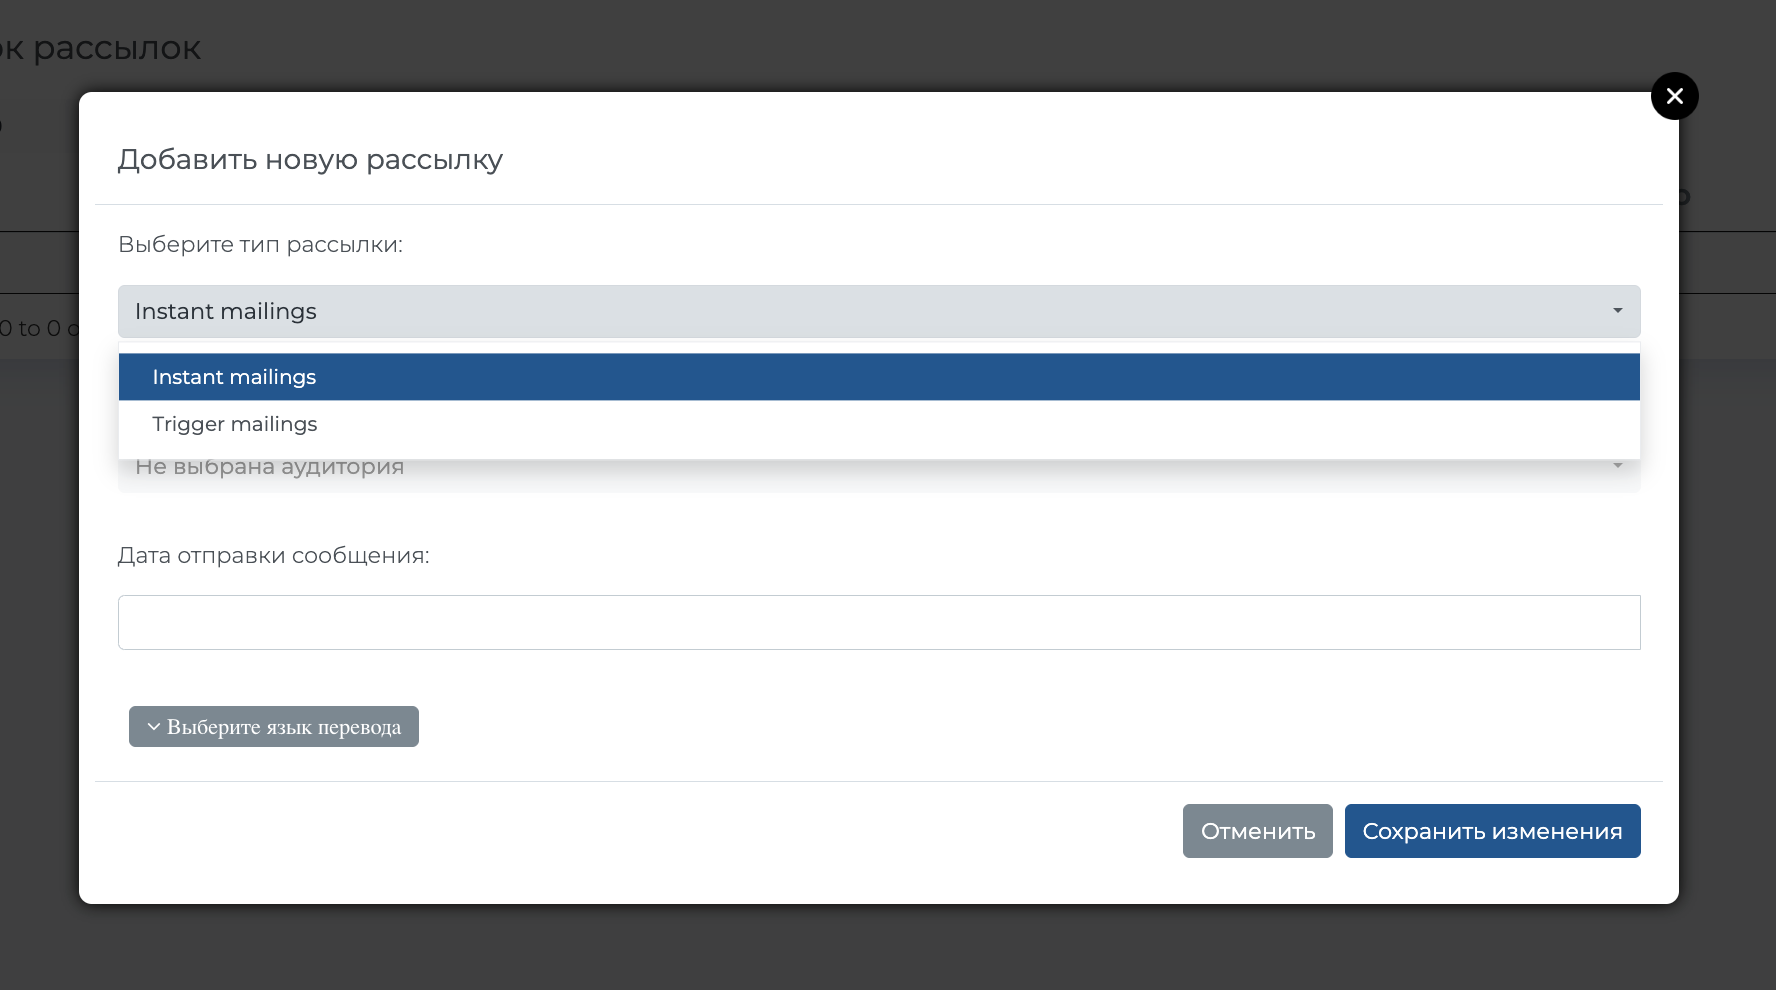 ок рассылок
Добавить новую рассылку
Выберите тип рассылки:
Instant mailings
Instant mailings
0 to 0 o
Trigger mailings
Не выбрана аудитория
Дата отправки сообщения:
Выберите язык перевода
Отменить
Сохранить изменения